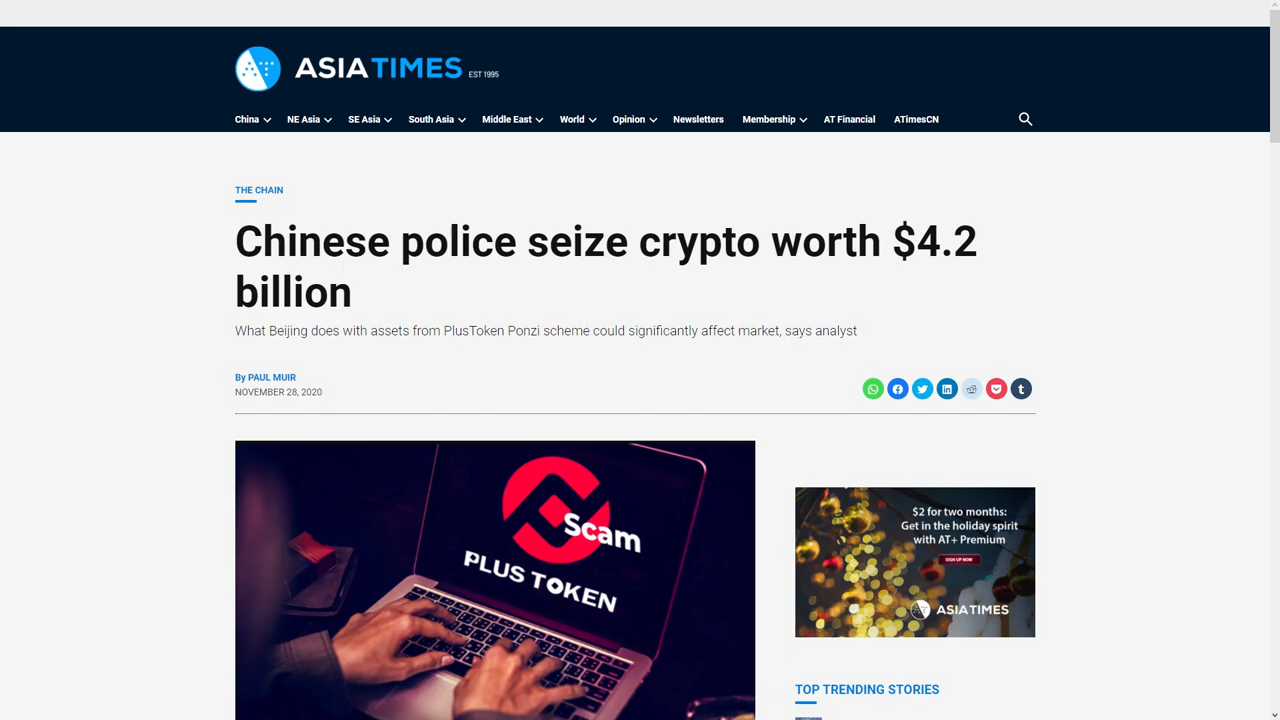 ASIA TIMES EST 1995
China NE Asia SE Asia South Asia Middle East World Opinion Newsletters Membership AT Financial ATimesCN
THE CHAIN
Chinese police seize crypto worth $4.2
billion
What Beijing does with assets from PlusToken Ponzi scheme could significantly affect market, says analyst
By PAUL MUIR
NOVEMBER 28, 2020
Scam
PLUS TOKEN
$2 for two months:
Get in the holiday spirit
with AT+ Premium
SIGN UP NOW
ASIA TIMES
TOP TRENDING STORIES